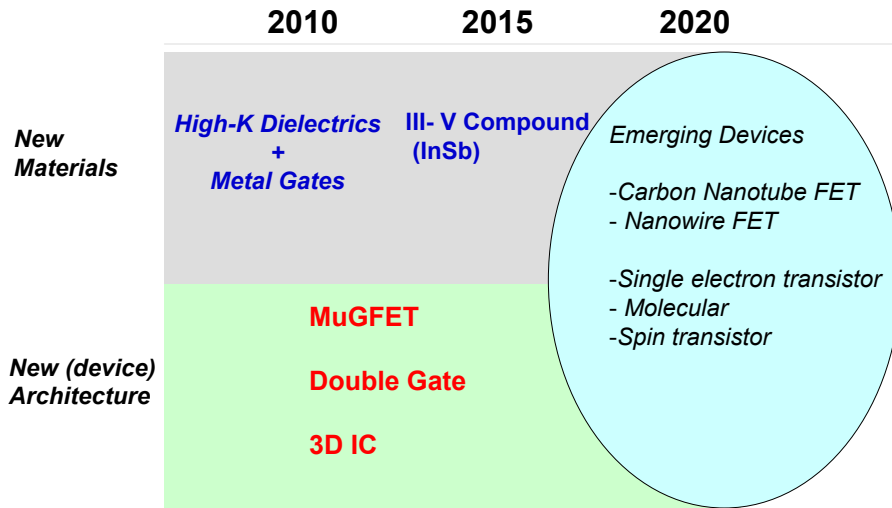 2010 2015 2020
New
Materials
High-K Dielectrics
+
Metal Gates
III- V Compound
(InSb)
Emerging Devices
-Carbon Nanotube FET
- Nanowire FET
-Single electron transistor
- Molecular
-Spin transistor
New (device)
Architecture
MuGFET
Double Gate
3D IC